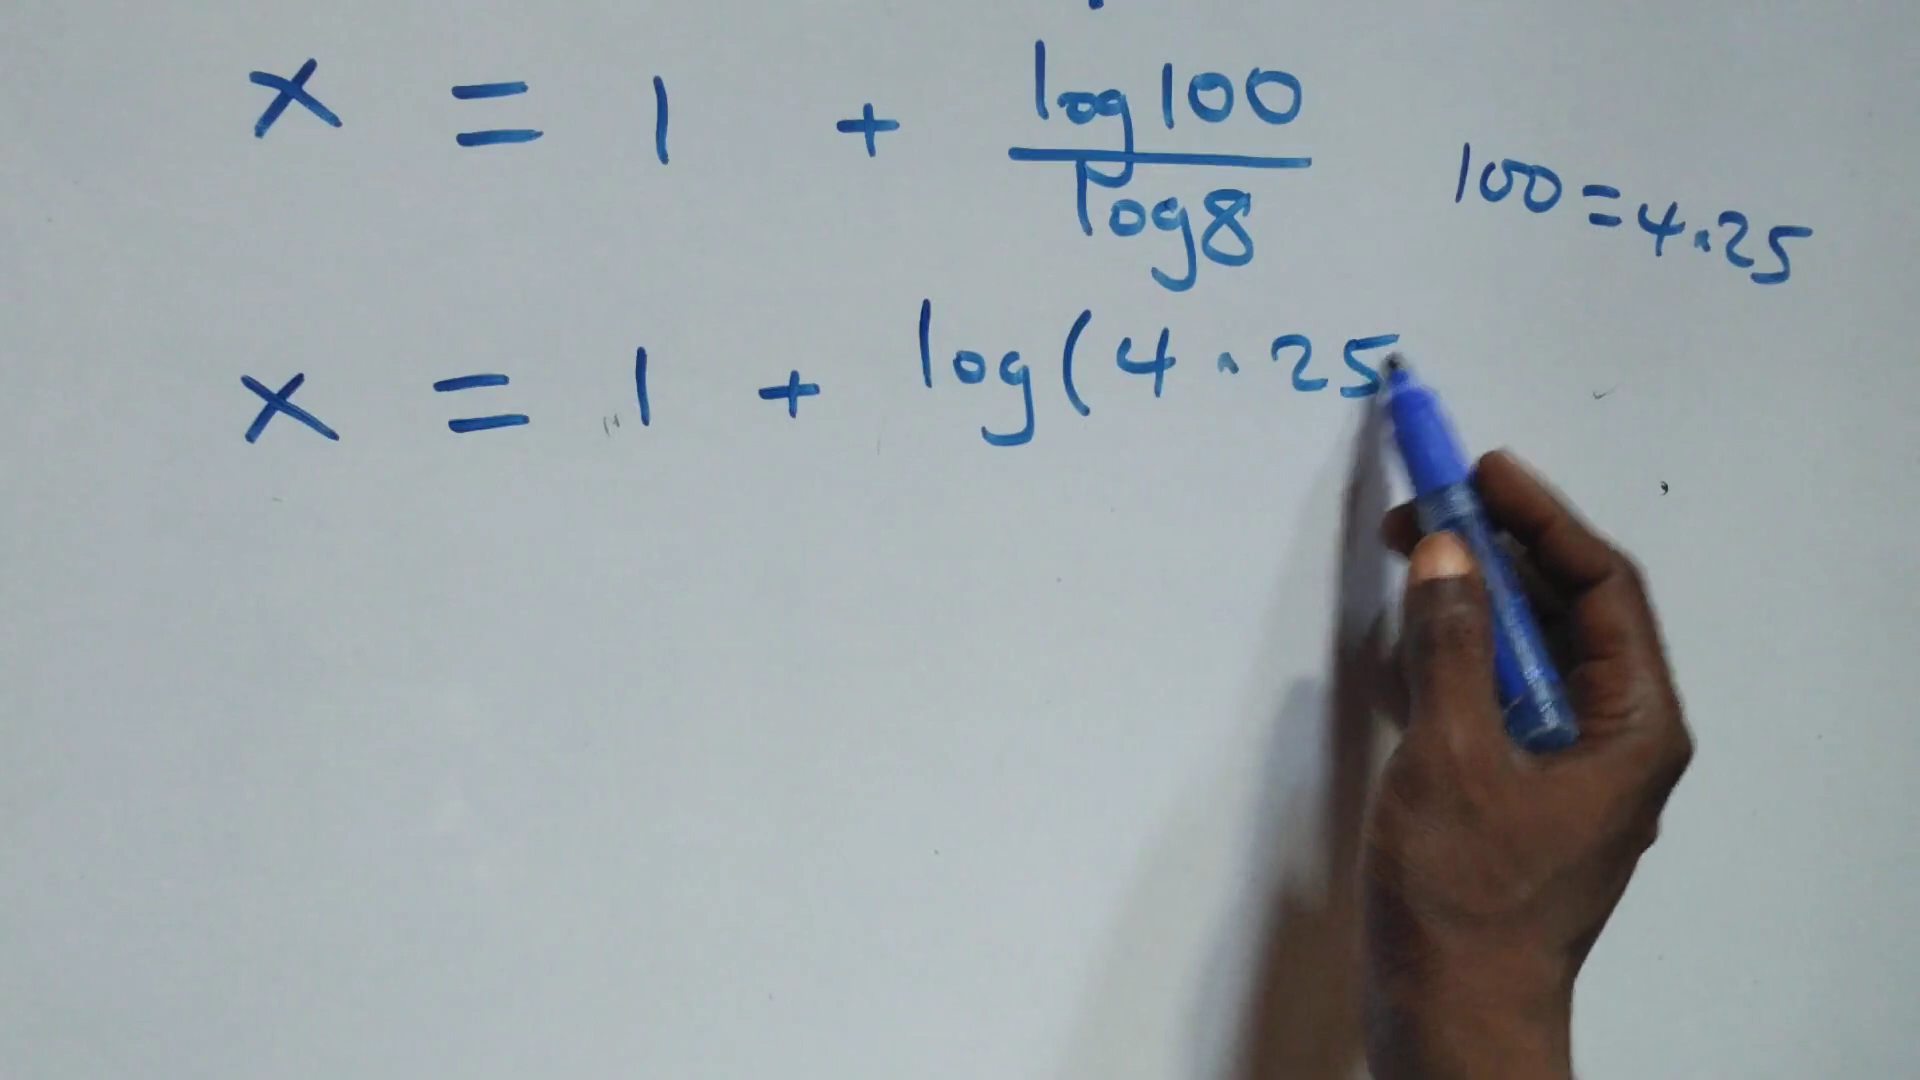 x = 1 + log100
log8
100 = 4·25
x = 1 + log(4·25